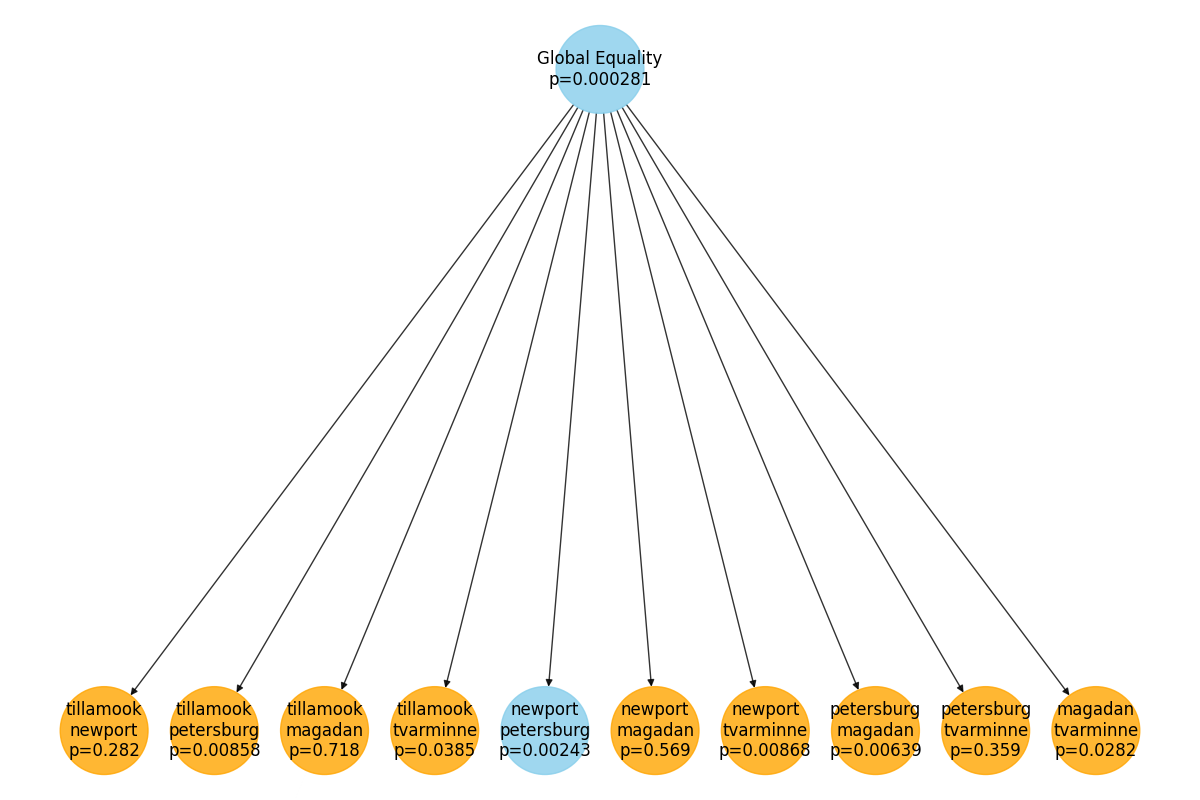 Global Equality
p=0.000281
tillamook
newport
p=0.282
tillamook
petersburg
p=0.00858
tillamook
magadan
p=0.718
tillamook
tvarminne
p=0.0385
newport
petersburg
p=0.00243
newport
magadan
p=0.569
newport
tvarminne
p=0.00868
petersburg
magadan
p=0.00639
petersburg
tvarminne
p=0.359
magadan
tvarminne
p=0.0282